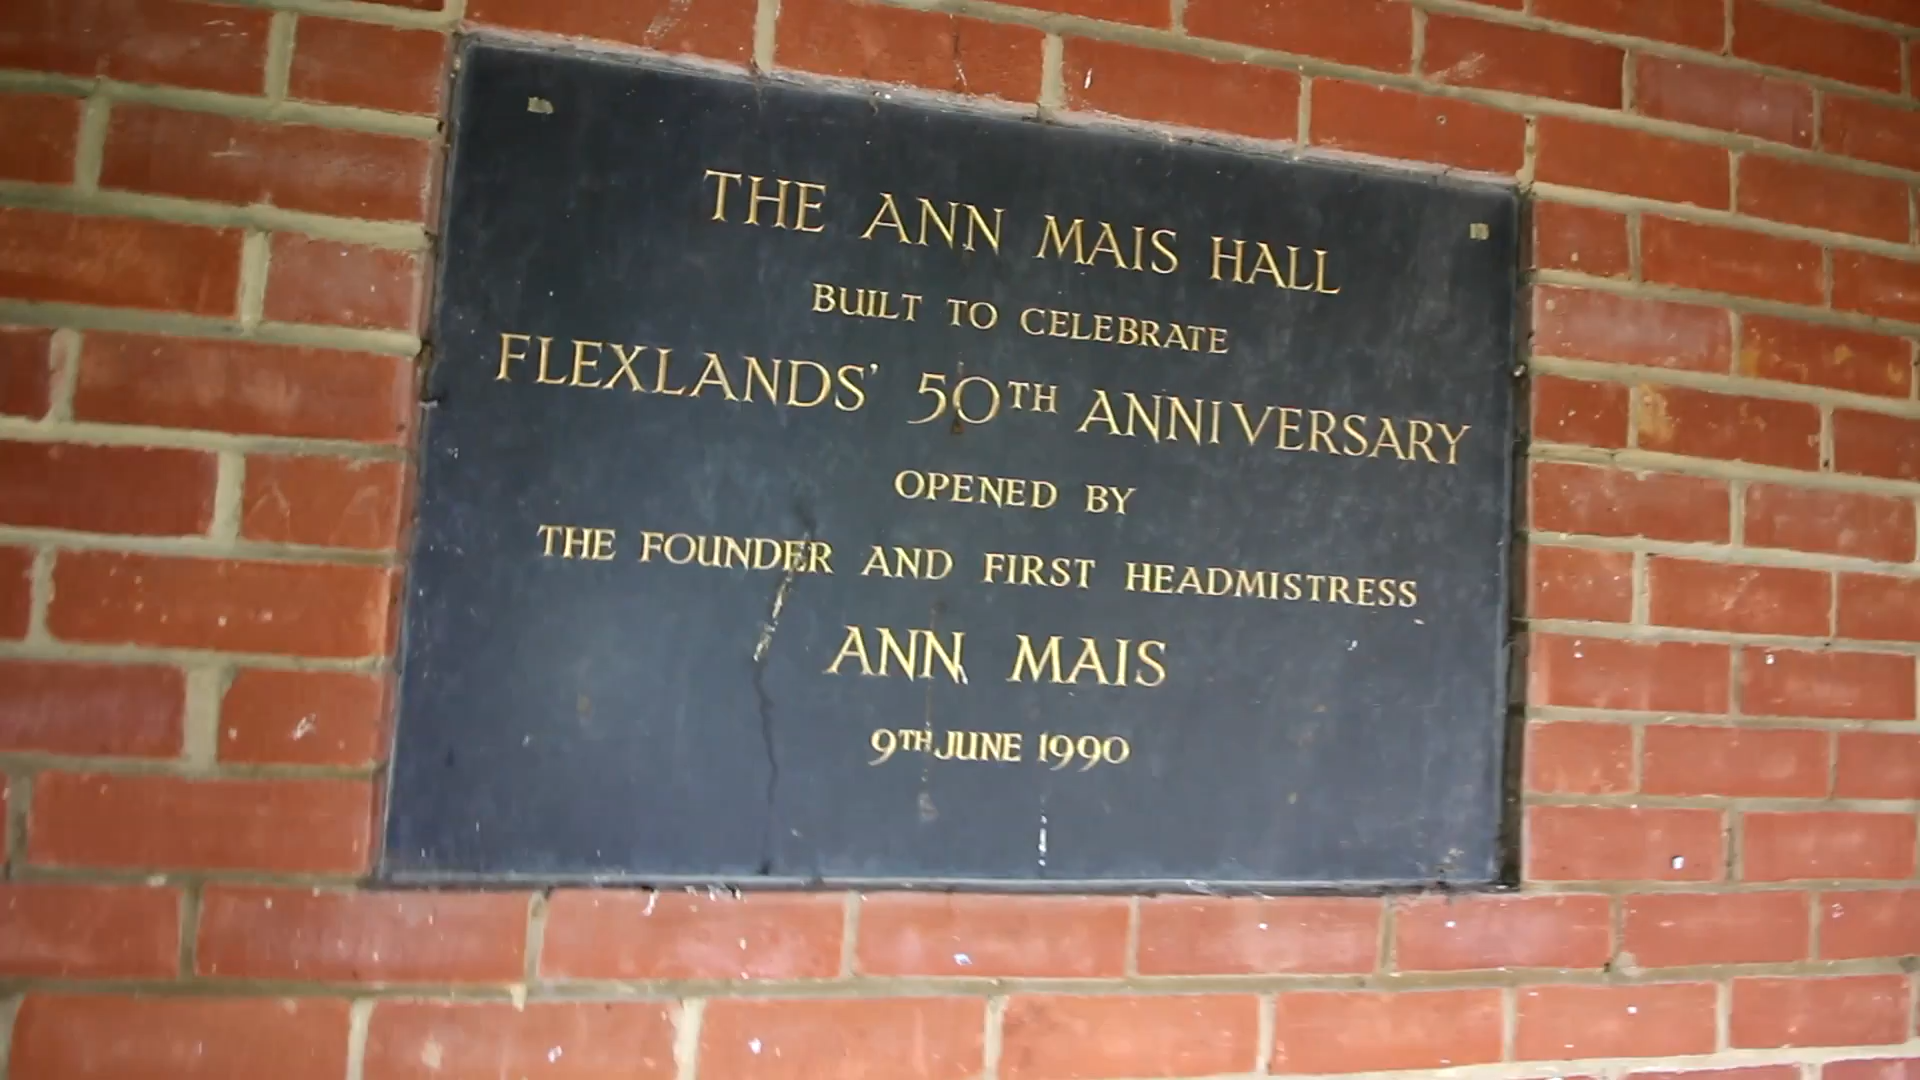 THE ANN MAIS HALL
BUILT TO CELEBRATE
FLEXLANDS' 50TH ANNIVERSARY
OPENED BY
THE FOUNDER AND FIRST HEADMISTRESS
ANN MAIS
9TH JUNE 1990